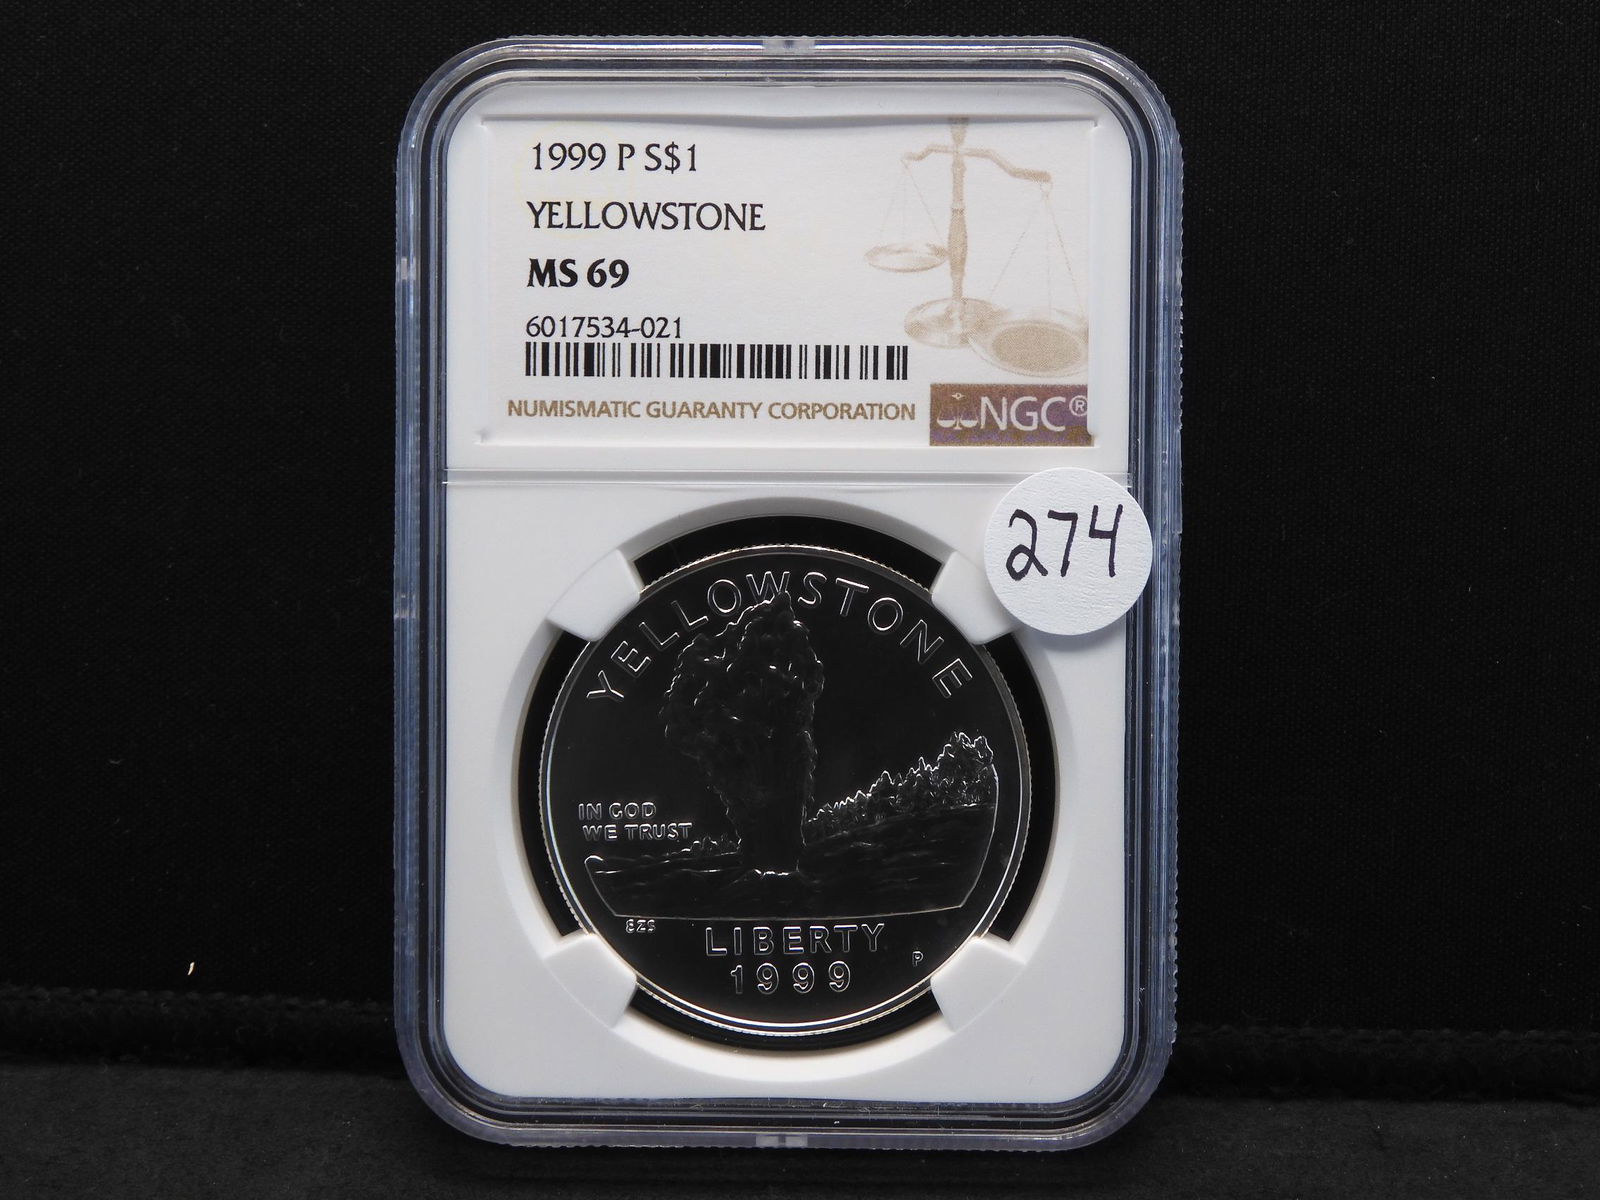 1999 P S$1
YELLOWSTONE
MS 69
6017534-021
NUMISMATIC GUARANTY CORPORATION
NGC®
274
YELLOWSTONE
IN GOD
WE TRUST
LIBERTY
P
1999